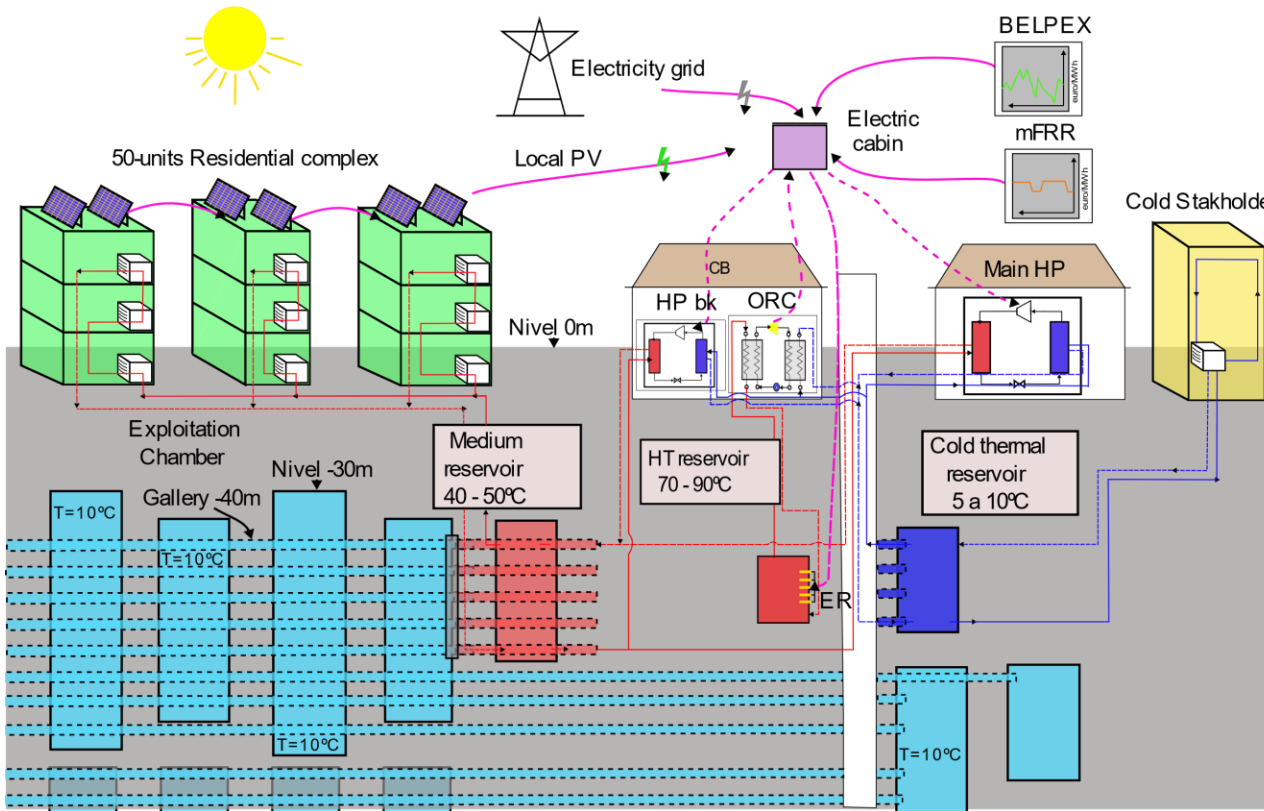 BELPEX
euro/MWh
Electricity grid
mFRR
euro/MWh
Electric
cabin
50-units Residential complex
Local PV
Cold Stakholde
CB
Main HP
HP bk
ORC
Nivel 0m
Exploitation
Chamber
Nivel -30m
Gallery -40m
Medium
reservoir
40 - 50ºC
HT reservoir
70 - 90ºC
Cold thermal
reservoir
5 a 10ºC
T=10ºC
T=10ºC
ER
T=10ºC
T=10ºC